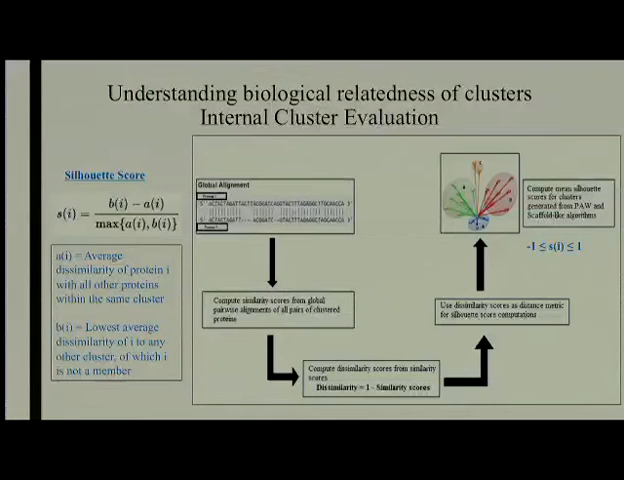 Understanding biological relatedness of clusters
Internal Cluster Evaluation
Silhouette Score
s(i) = b(i) − a(i) / max{a(i), b(i)}
a(i)= Average
dissimilarity of protein i
with all other proteins
within the same cluster
b(i) = Lowest average
dissimilarity of i to any
other cluster, of which i
is not a member
Global Alignment
Compute similarity scores from global
pairwise alignments of all pairs of clustered
proteins
Compute dissimilarity scores from similarity
scores
Dissimilarity = 1 - Similarity scores
Use dissimilarity scores as distance metric
for silhouette score computations
Compute mean silhouette
scores for clusters
generated from PAW and
Scaffold-like algorithms
-1 ≤ s(i) ≤ 1